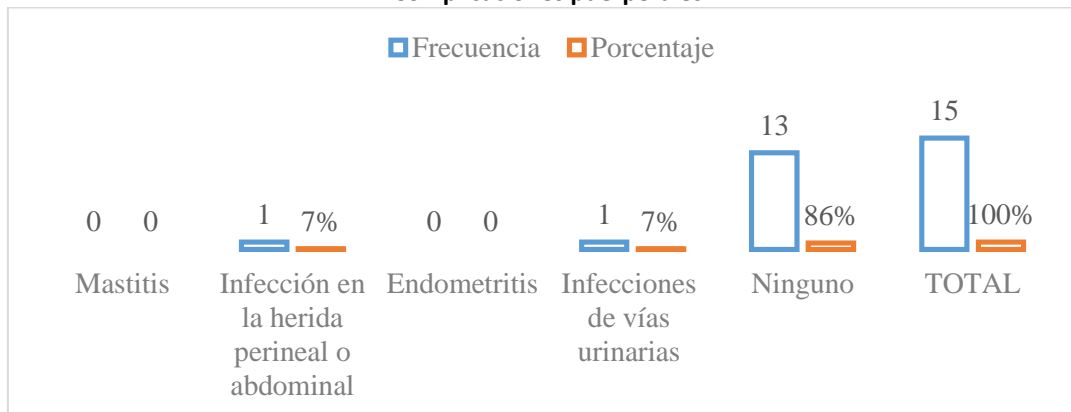 Frecuencia Porcentaje
0 0 1 7% 0 0 1 7% 13 86% 15 100%
Mastitis Infección en la herida perineal o abdominal Endometritis Infecciones de vías urinarias Ninguno TOTAL